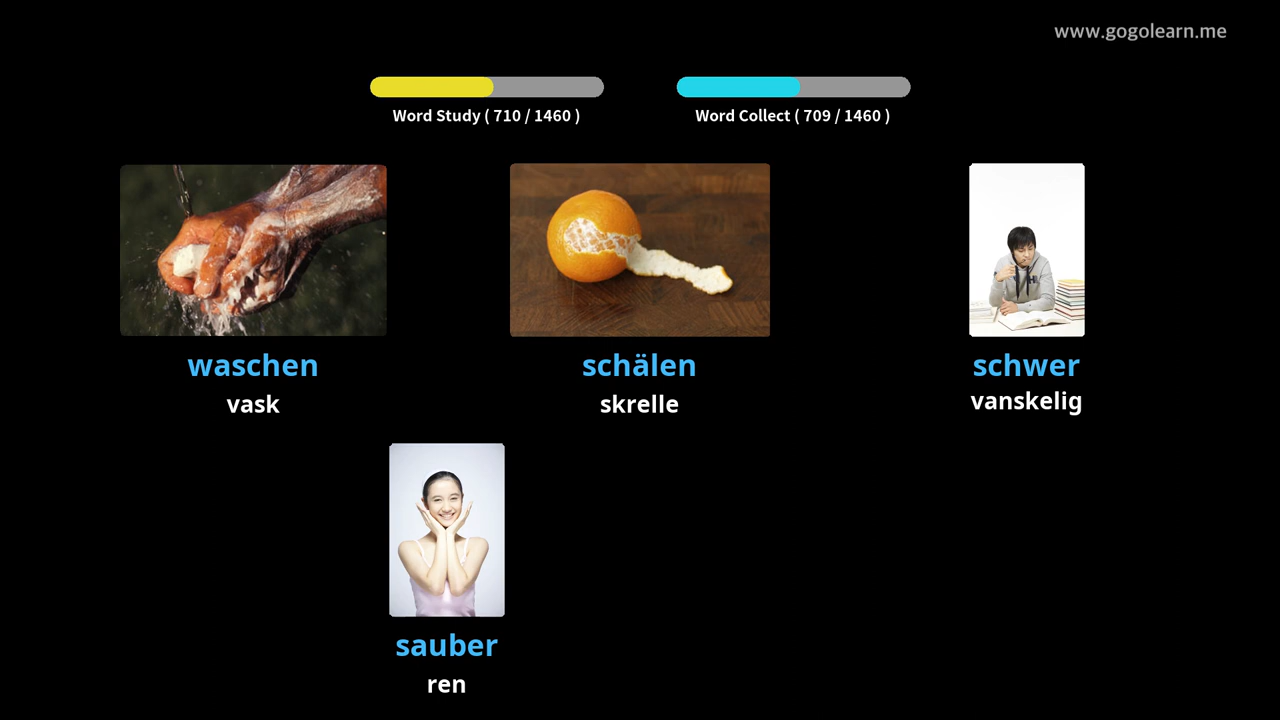 www.gogolearn.me
Word Study ( 710 / 1460 )
Word Collect ( 709 / 1460 )
waschen
vask
schälen
skrelle
schwer
vanskelig
sauber
ren